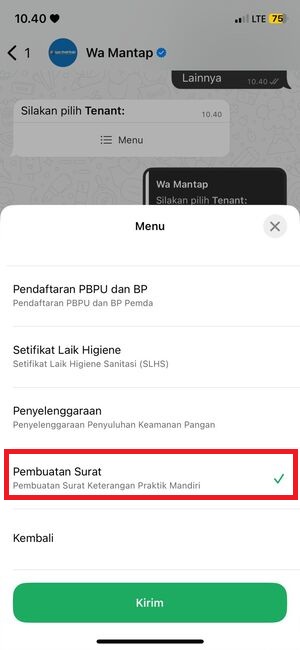 10.40
LTE 75
1 Wa Mantap
Lainnya
10.40
Silakan pilih Tenant:
10.40
Menu
Wa Mantap
Silakan pilih Tenant:
Menu
Pendaftaran PBPU dan BP
Pendaftaran PBPU dan BP Pemda
Setifikat Laik Higiene
Setifikat Laik Higiene Sanitasi (SLHS)
Penyelenggaraan
Penyelenggaraan Penyuluhan Keamanan Pangan
Pembuatan Surat
Pembuatan Surat Keterangan Praktik Mandiri
Kembali
Kirim